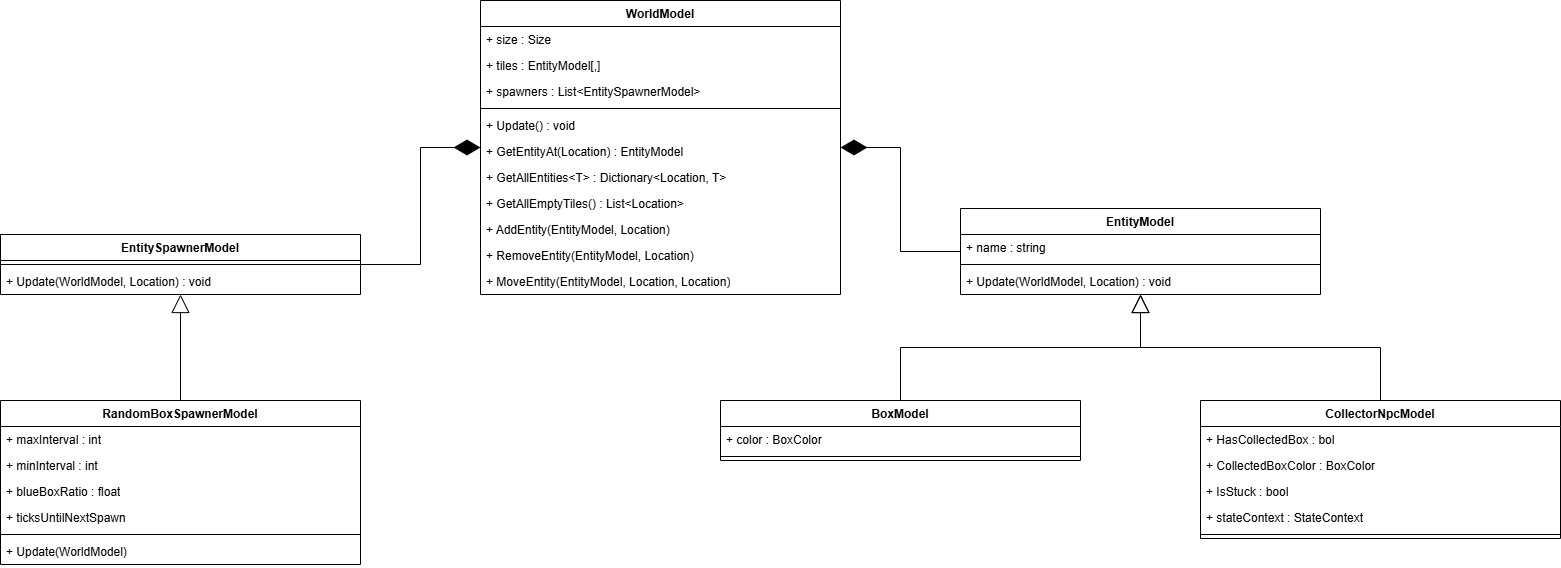 WorldModel
+ size : Size
+ tiles : EntityModel[,]
+ spawners : List<EntitySpawnerModel>
+ Update() : void
+ GetEntityAt(Location) : EntityModel
+ GetAllEntities<T> : Dictionary<Location, T>
+ GetAllEmptyTiles() : List<Location>
+ AddEntity(EntityModel, Location)
+ RemoveEntity(EntityModel, Location)
+ MoveEntity(EntityModel, Location, Location)
EntitySpawnerModel
+ Update(WorldModel, Location) : void
EntityModel
+ name : string
+ Update(WorldModel, Location) : void
RandomBoxSpawnerModel
+ maxInterval : int
+ minInterval : int
+ blueBoxRatio : float
+ ticksUntilNextSpawn
+ Update(WorldModel)
BoxModel
+ color : BoxColor
CollectorNpcModel
+ HasCollectedBox : bol
+ CollectedBoxColor : BoxColor
+ IsStuck : bool
+ stateContext : StateContext